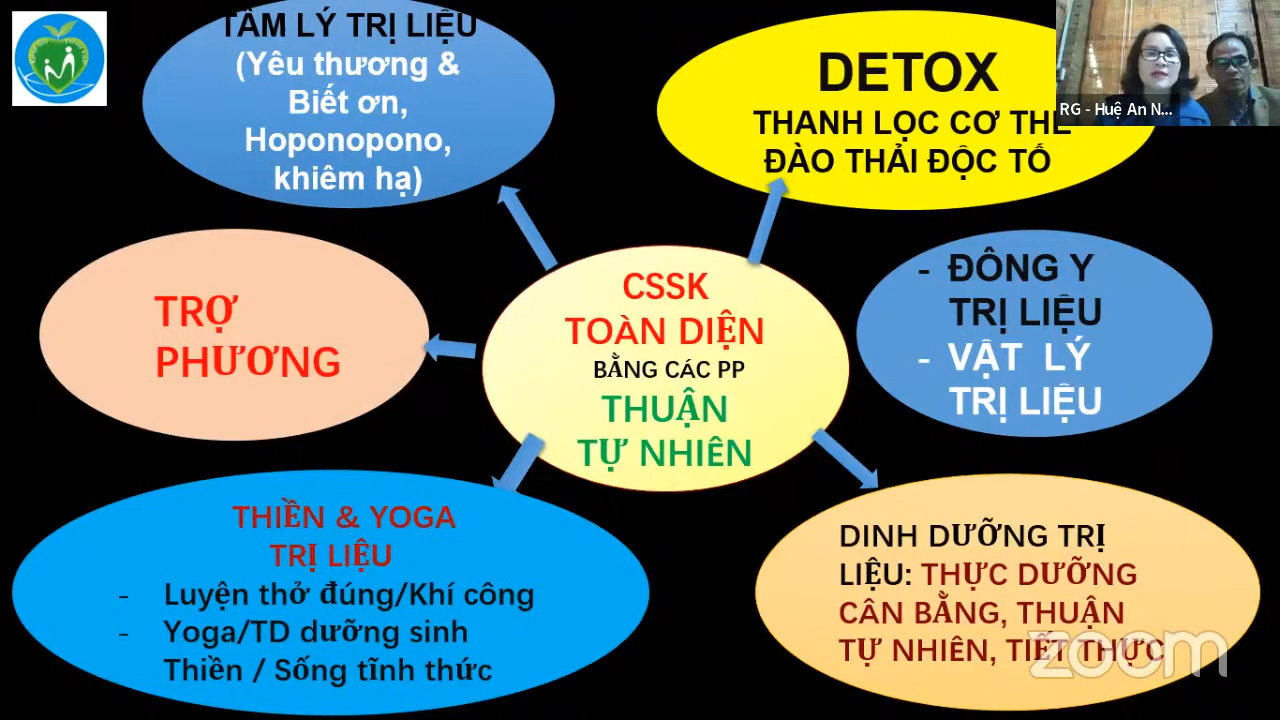 TÂM LÝ TRỊ LIỆU
(Yêu thương &
Biết ơn,
Hoponopono,
khiêm hạ)
DETOX
THANH LỌC CƠ THỂ
ĐÀO THẢI ĐỘC TỐ
RG - Huệ An N...
TRỢ
PHƯƠNG
CSSK
TOÀN DIỆN
BẰNG CÁC PP
THUẬN
TỰ NHIÊN
- ĐÔNG Y
TRỊ LIỆU
- VẬT LÝ
TRỊ LIỆU
THIỀN & YOGA
TRỊ LIỆU
- Luyện thở đúng/Khí công
- Yoga/TD dưỡng sinh
Thiền / Sống tĩnh thức
DINH DƯỠNG TRỊ
LIỆU: THỰC DƯỠNG
CÂN BẰNG, THUẬN
TỰ NHIÊN, TIẾT THỰC
zoom